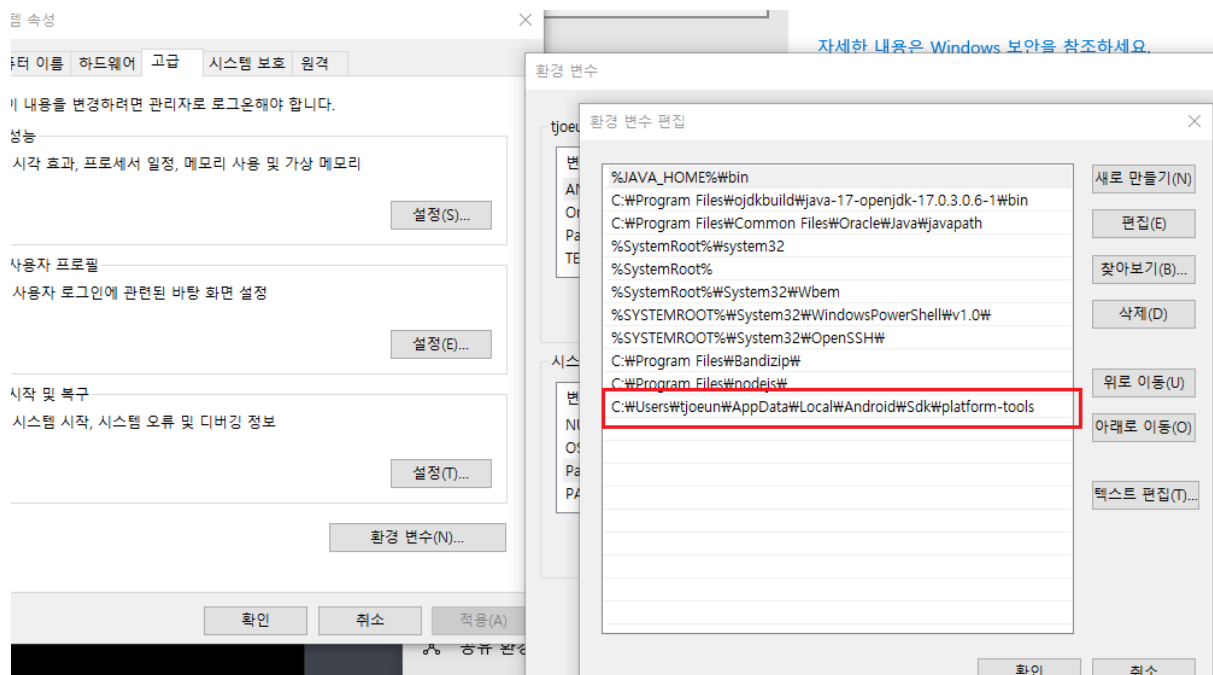 템 속성
자세한 내용은 Windows 보안을 참조하세요.
퓨터 이름 하드웨어 고급 시스템 보호 원격
이 내용을 변경하려면 관리자로 로그온해야 합니다.
성능
시각 효과, 프로세서 일정, 메모리 사용 및 가상 메모리
설정(S)...
사용자 프로필
사용자 로그인에 관련된 바탕 화면 설정
설정(E)...
시작 및 복구
시스템 시작, 시스템 오류 및 디버깅 정보
설정(T)...
환경 변수(N)...
확인 취소 적용(A)
공유 환경
환경 변수
tjoeu
변
AN
On
Pa
TE
시스
변
NU
OS
Pa
PA
환경 변수 편집
%JAVA_HOME%₩bin
C:₩Program Files₩ojdkbuild₩java-17-openjdk-17.0.3.0.6-1₩bin
C:₩Program Files₩Common Files₩Oracle₩Java₩javapath
%SystemRoot%₩system32
%SystemRoot%
%SystemRoot%₩System32₩Wbem
%SYSTEMROOT%₩System32₩WindowsPowerShell₩v1.0₩
%SYSTEMROOT%₩System32₩OpenSSH₩
C:₩Program Files₩Bandizip₩
C:₩Program Files₩nodejs₩
C:₩Users₩tjoeun₩AppData₩Local₩Android₩Sdk₩platform-tools
새로 만들기(N)
편집(E)
찾아보기(B)...
삭제(D)
위로 이동(U)
아래로 이동(O)
텍스트 편집(T)...
확인 취소